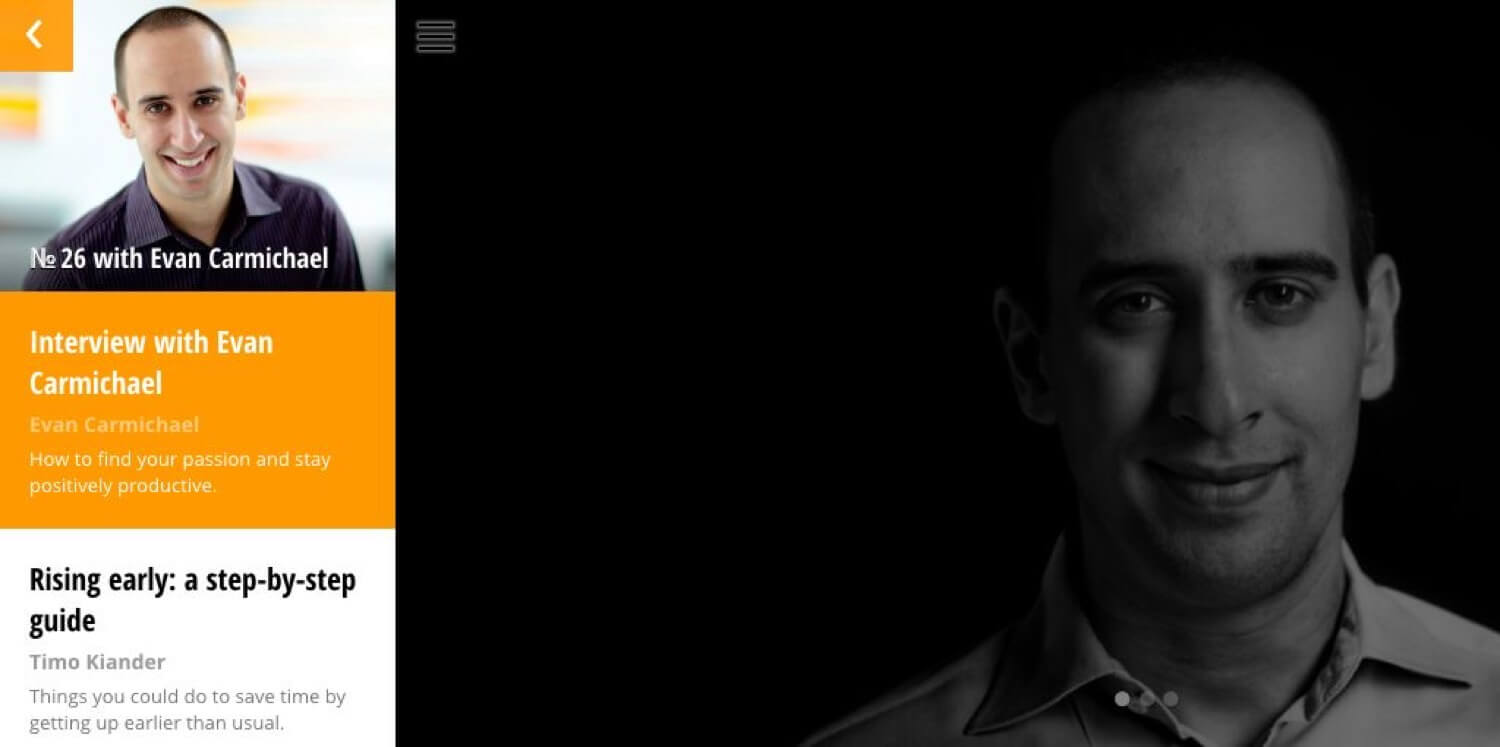 № 26 with Evan Carmichael
Interview with Evan
Carmichael
Evan Carmichael
How to find your passion and stay
positively productive.
Rising early: a step-by-step
guide
Timo Kiander
Things you could do to save time by
getting up earlier than usual.